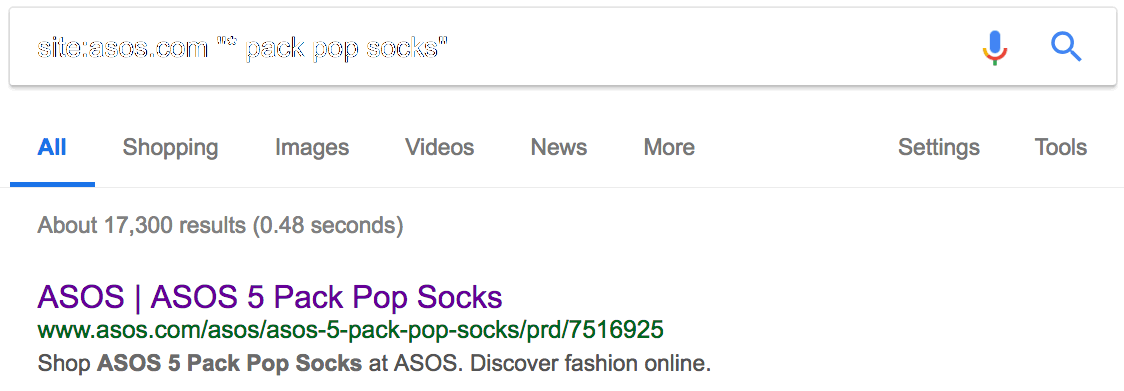 site:asos.com "* pack pop socks"
All Shopping Images Videos News More Settings Tools
About 17,300 results (0.48 seconds)
ASOS | ASOS 5 Pack Pop Socks
www.asos.com/asos/asos-5-pack-pop-socks/prd/7516925
Shop ASOS 5 Pack Pop Socks at ASOS. Discover fashion online.